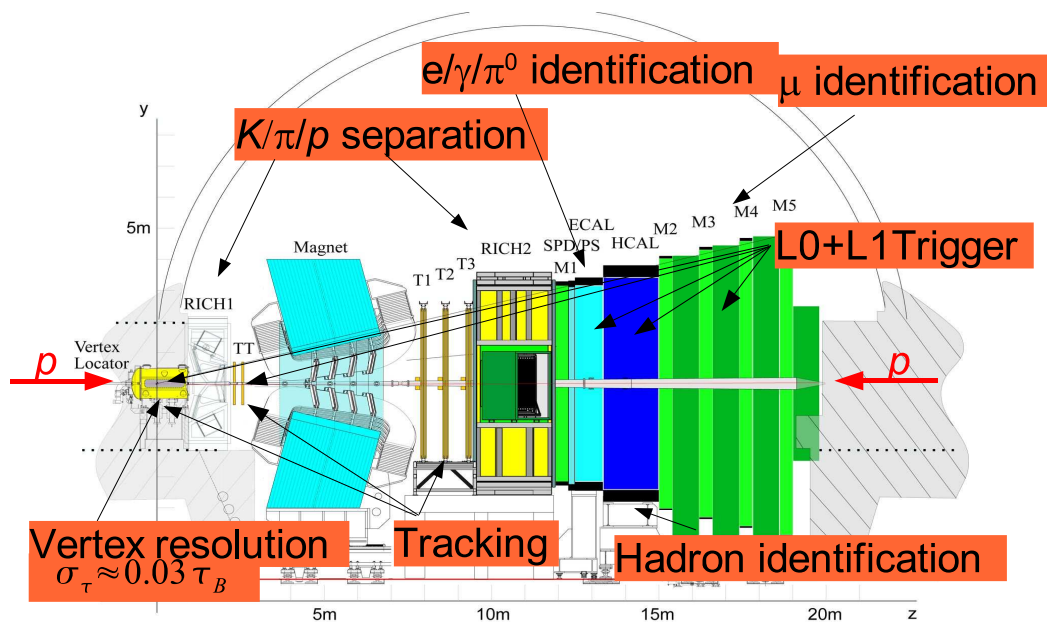 e/γ/π⁰ identification
μ identification
K/π/p separation
y
5m
Magnet
RICH1
Vertex
Locator
TT
T1
T2
T3
RICH2
SPD/PS
M1
ECAL
HCAL
M2
M3
M4
M5
L0+L1Trigger
p
p
Vertex resolution
σ_τ≈0.03 τ_B
Tracking
Hadron identification
5m
10m
15m
20m
z